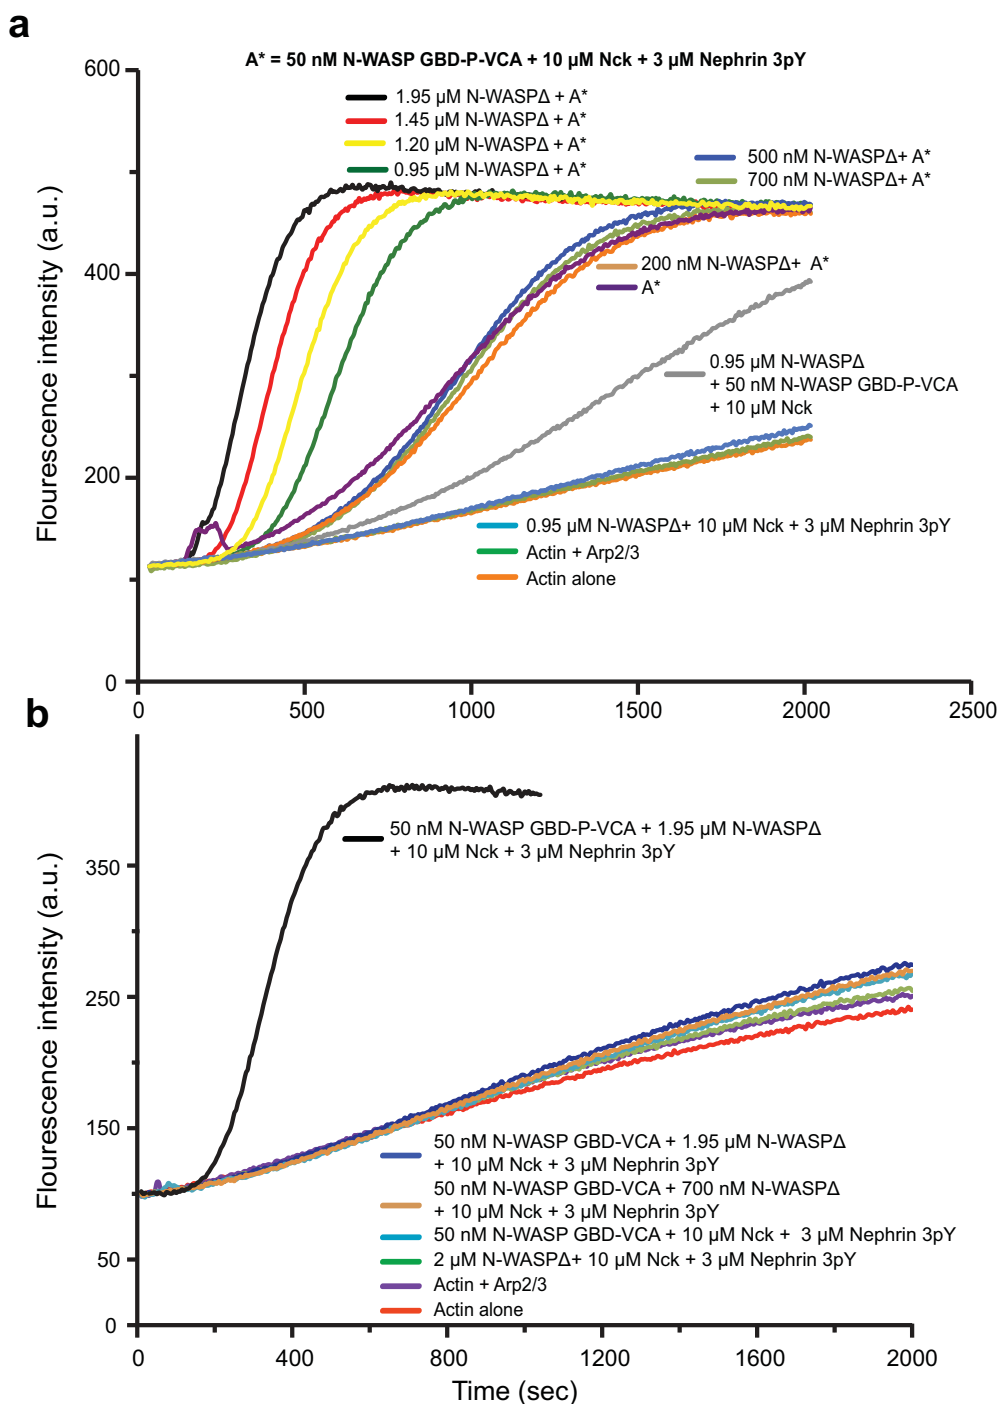 a
A* = 50 nM N-WASP GBD-P-VCA + 10 µM Nck + 3 µM Nephrin 3pY
600
400
200
0
Flourescence intensity (a.u.)
1.95 µM N-WASPΔ + A*
1.45 µM N-WASPΔ + A*
1.20 µM N-WASPΔ + A*
0.95 µM N-WASPΔ + A*
500 nM N-WASPΔ+ A*
700 nM N-WASPΔ+ A*
200 nM N-WASPΔ+ A*
A*
0.95 µM N-WASPΔ
+ 50 nM N-WASP GBD-P-VCA
+ 10 µM Nck
0.95 µM N-WASPΔ+ 10 µM Nck + 3 µM Nephrin 3pY
Actin + Arp2/3
Actin alone
0 500 1000 1500 2000 2500
b
350
250
150
50
0
Flourescence intensity (a.u.)
50 nM N-WASP GBD-P-VCA + 1.95 µM N-WASPΔ
+ 10 µM Nck + 3 µM Nephrin 3pY
50 nM N-WASP GBD-VCA + 1.95 µM N-WASPΔ
+ 10 µM Nck + 3 µM Nephrin 3pY
50 nM N-WASP GBD-VCA + 700 nM N-WASPΔ
+ 10 µM Nck + 3 µM Nephrin 3pY
50 nM N-WASP GBD-VCA + 10 µM Nck + 3 µM Nephrin 3pY
2 µM N-WASPΔ+ 10 µM Nck + 3 µM Nephrin 3pY
Actin + Arp2/3
Actin alone
0 400 800 1200 1600 2000
Time (sec)